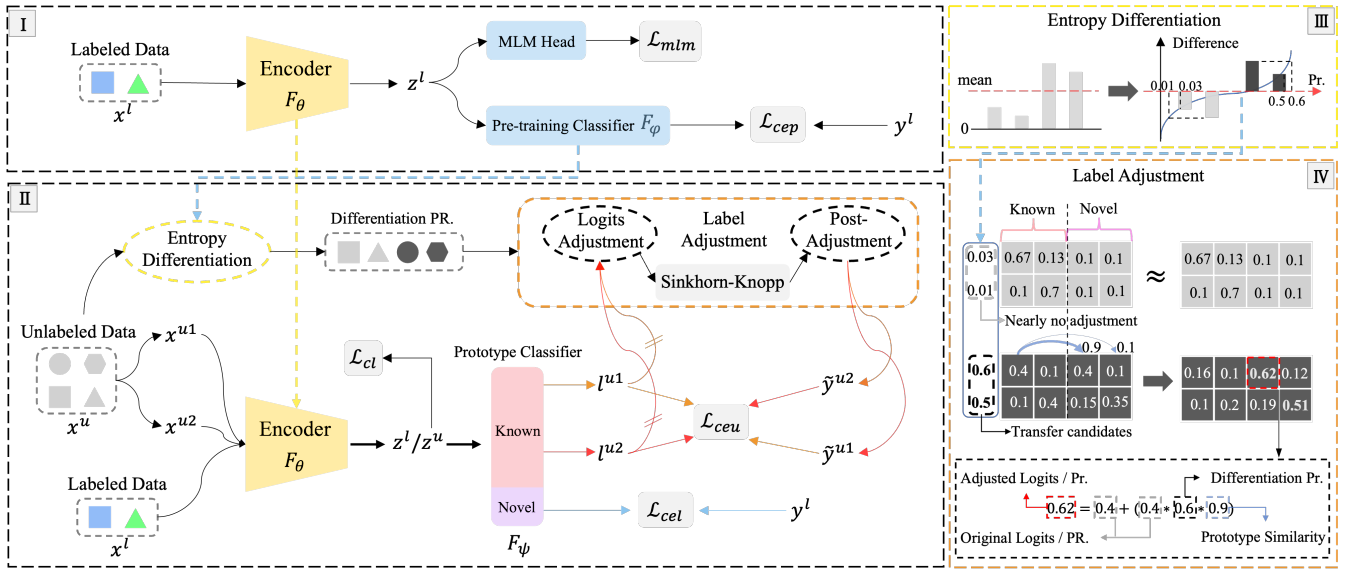 I
Labeled Data
x^l
Encoder
F_θ
z^l
MLM Head
ℒ_mlm
Pre-training Classifier F_φ
ℒ_cep
y^l
II
Entropy
Differentiation
Differentiation PR.
Logits
Adjustment
Label
Adjustment
Post-
Adjustment
Sinkhorn-Knopp
Unlabeled Data
x^u
x^{u1}
x^{u2}
Labeled Data
x^l
Encoder
F_θ
ℒ_cl
z^l/z^u
Prototype Classifier
Known
Novel
F_ψ
l^{u1}
l^{u2}
ℒ_ceu
ỹ^{u2}
ỹ^{u1}
ℒ_cel
y^l
III
Entropy Differentiation
mean
0
Difference
0.01 0.03
Pr.
0.5 0.6
IV
Label Adjustment
Known Novel
0.03 0.67 0.13 0.1 0.1 ≈ 0.67 0.13 0.1 0.1
0.01 0.1 0.7 0.1 0.1 0.1 0.7 0.1 0.1
Nearly no adjustment
0.9 0.1
0.6 0.4 0.1 0.4 0.1 0.16 0.1 0.62 0.12
0.5 0.1 0.4 0.15 0.35 0.1 0.2 0.19 0.51
Transfer candidates
Adjusted Logits / Pr. Differentiation Pr.
0.62 = 0.4 + (0.4 * 0.6 * 0.9)
Original Logits / PR. Prototype Similarity